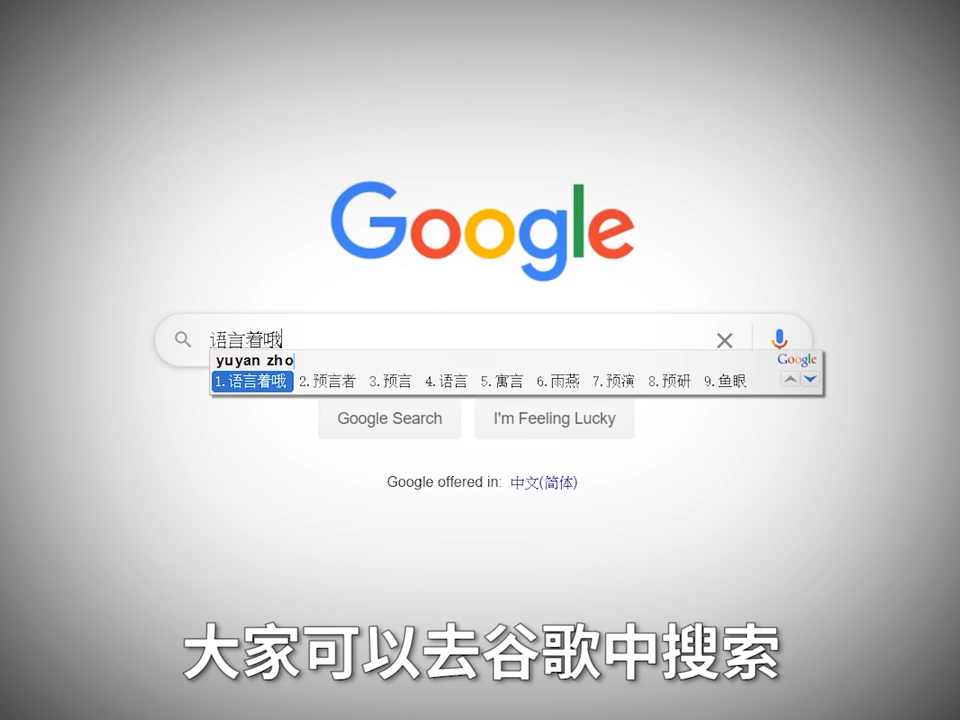 Google
语言着哦
yuyan zho
Google
1.语言着哦 2.预言者 3.预言 4.语言 5.寓言 6.雨燕 7.预演 8.预研 9.鱼眼
Google Search
I'm Feeling Lucky
Google offered in: 中文(简体)
大家可以去谷歌中搜索